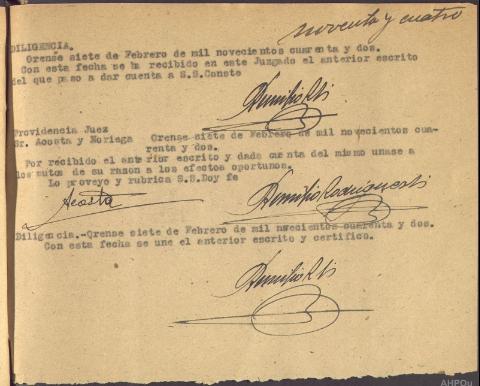 noventa y cuatro
DILIGENCIA.
Orense siete de Febrero de mil novecientos cuarenta y dos.
Con esta fecha se ha recibido en este Juzgado el anterior escrito
del que paso a dar cuenta a S.S. Conste
Providencia Juez
Sr. Acosta y Noriega Orense siete de Febrero de mil novecientos cua-
renta y dos.
Por recibido el anterior escrito y dada cuenta del mismo unase a
los autos de su razon a los efectos oportunos.
Lo proveyo y rubrica S.S. Doy fe
Acosta
Diligencia.-Orense siete de Febrero de mil novecientos cuarenta y dos.
Con esta fecha se une el anterior escrito y certifico.
AHPOu